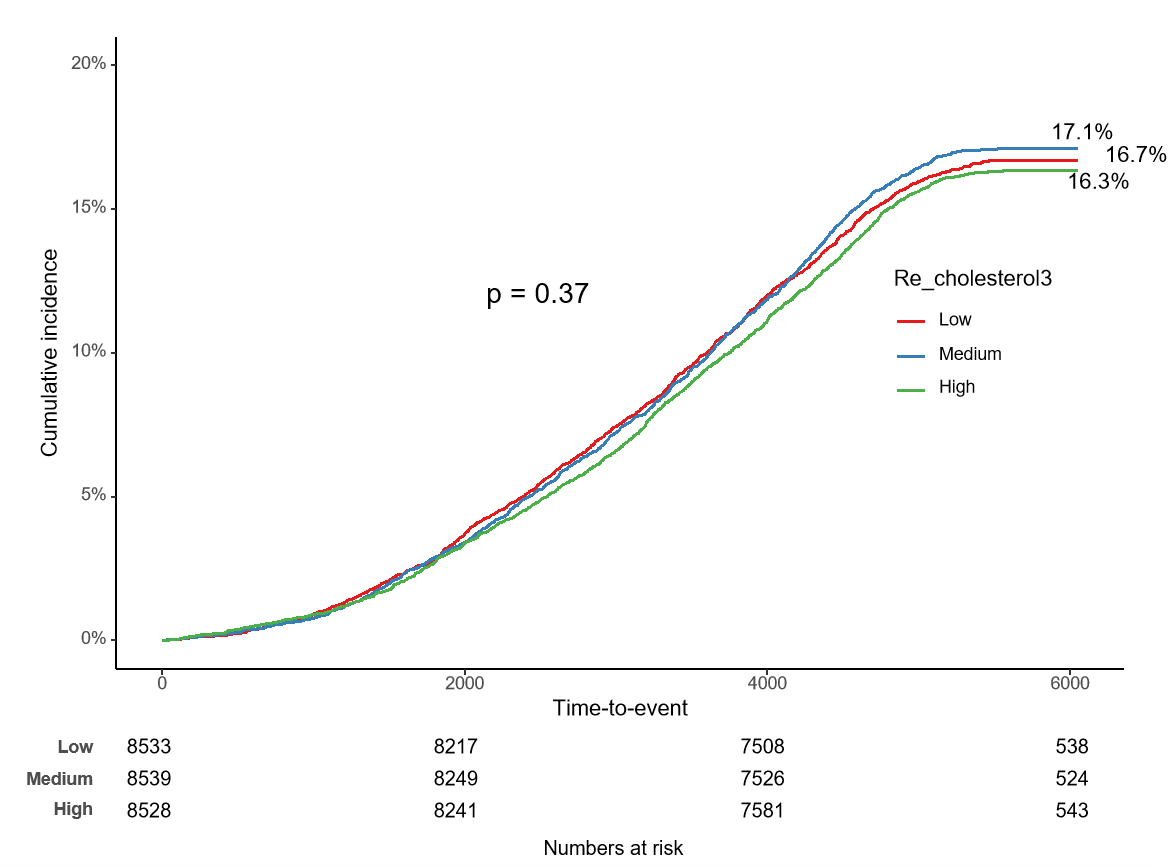 20%
15%
10%
5%
0%
Cumulative incidence
17.1%
16.7%
16.3%
p = 0.37
Re_cholesterol3
Low
Medium
High
0 2000 4000 6000
Time-to-event
Low 8533 8217 7508 538
Medium 8539 8249 7526 524
High 8528 8241 7581 543
Numbers at risk